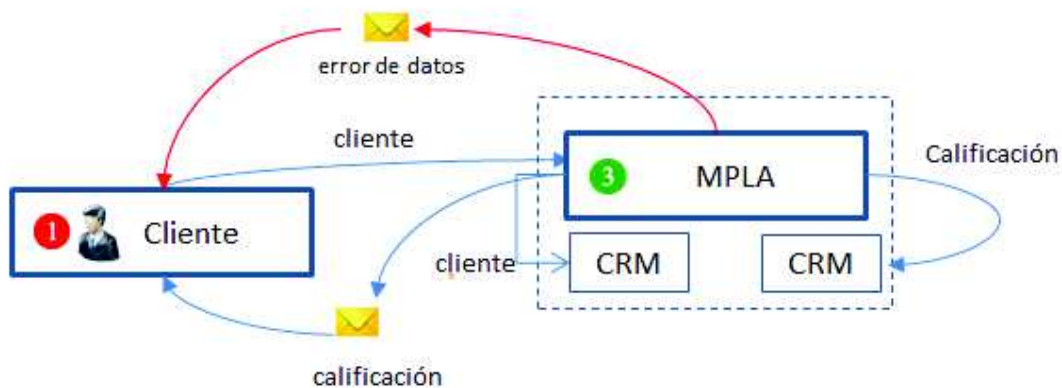 error de datos
cliente
Calificación
3 MPLA
1 Cliente
cliente
CRM
CRM
calificación